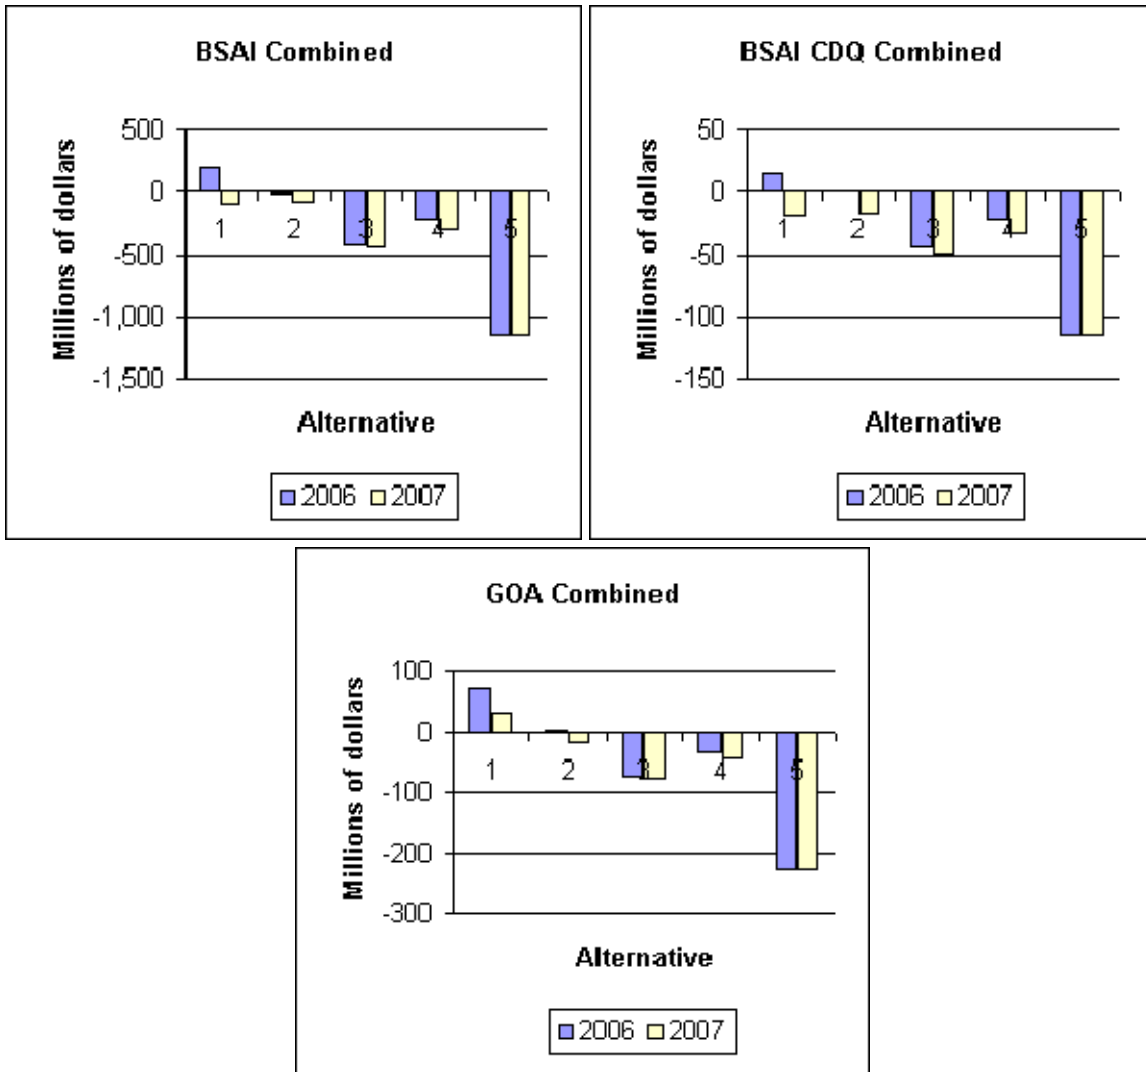 BSAI Combined
Millions of dollars
500
0
-500
-1,000
-1,500
1 2 3 4 5
Alternative
2006 2007
BSAI CDQ Combined
Millions of dollars
50
0
-50
-100
-150
1 2 3 4 5
Alternative
2006 2007
GOA Combined
Millions of dollars
100
0
-100
-200
-300
1 2 3 4 5
Alternative
2006 2007